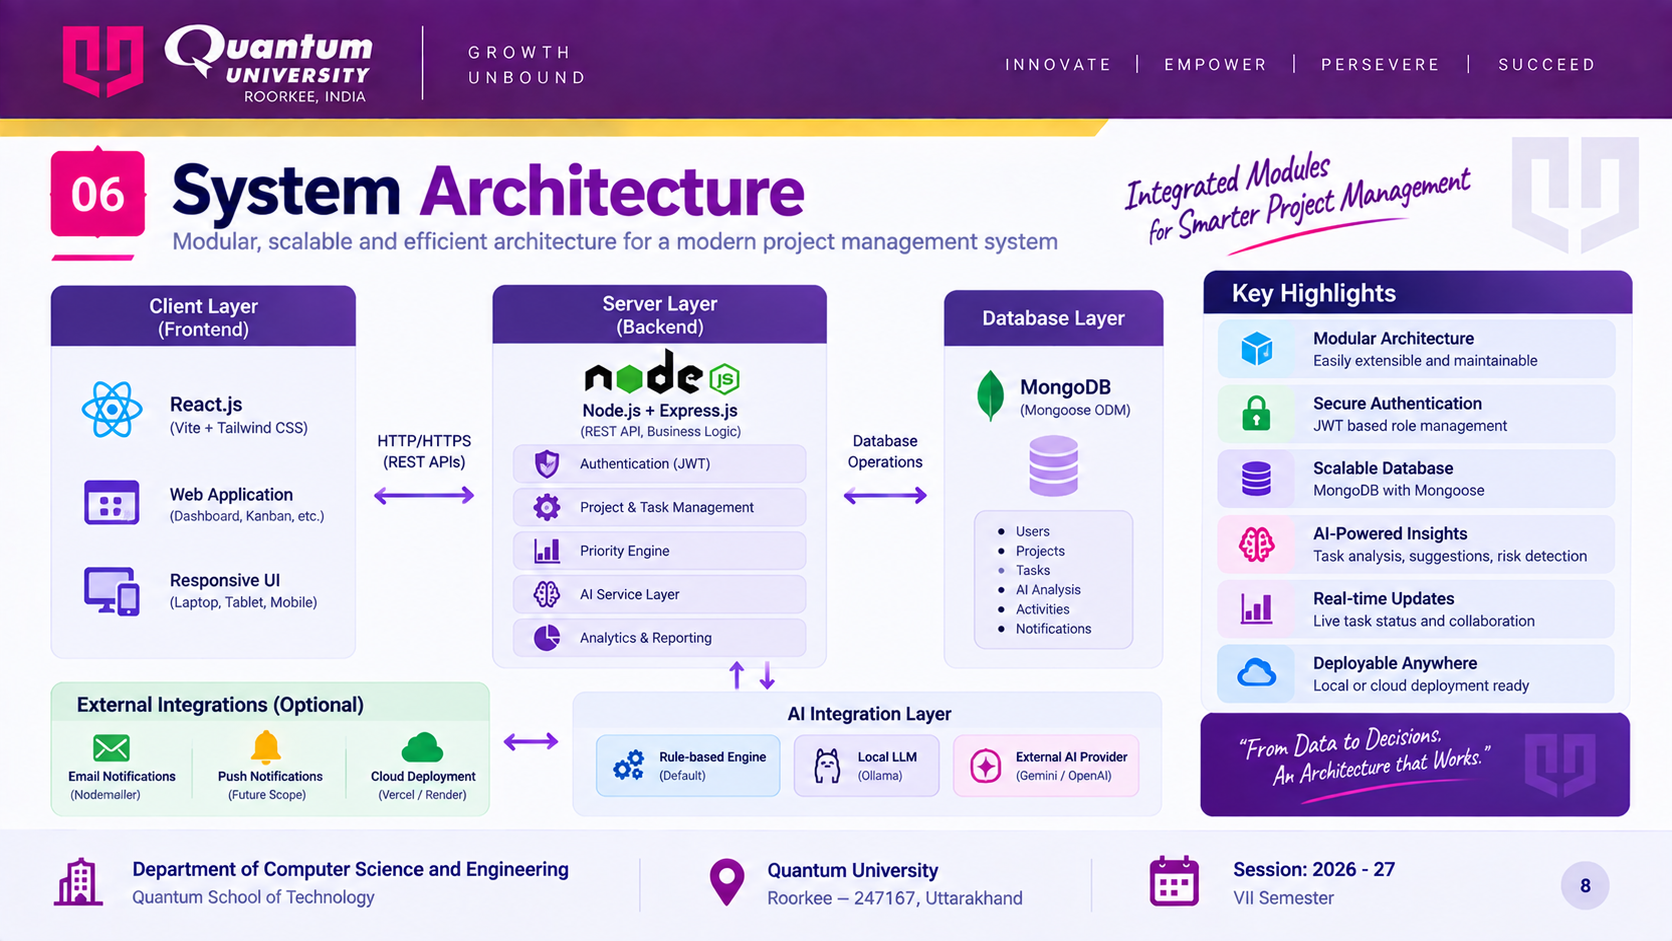 Quantum
UNIVERSITY
ROORKEE, INDIA
GROWTH
UNBOUND
INNOVATE | EMPOWER | PERSEVERE | SUCCEED
06
System Architecture
Modular, scalable and efficient architecture for a modern project management system
Integrated Modules
for Smarter Project Management
Client Layer
(Frontend)
React.js
(Vite + Tailwind CSS)
Web Application
(Dashboard, Kanban, etc.)
Responsive UI
(Laptop, Tablet, Mobile)
HTTP/HTTPS
(REST APIs)
Server Layer
(Backend)
node
JS
Node.js + Express.js
(REST API, Business Logic)
Authentication (JWT)
Project & Task Management
Priority Engine
AI Service Layer
Analytics & Reporting
Database
Operations
Database Layer
MongoDB
(Mongoose ODM)
• Users
• Projects
• Tasks
• AI Analysis
• Activities
• Notifications
Key Highlights
Modular Architecture
Easily extensible and maintainable
Secure Authentication
JWT based role management
Scalable Database
MongoDB with Mongoose
AI-Powered Insights
Task analysis, suggestions, risk detection
Real-time Updates
Live task status and collaboration
Deployable Anywhere
Local or cloud deployment ready
External Integrations (Optional)
Email Notifications
(Nodemailer)
Push Notifications
(Future Scope)
Cloud Deployment
(Vercel / Render)
AI Integration Layer
Rule-based Engine
(Default)
Local LLM
(Ollama)
External AI Provider
(Gemini / OpenAI)
“From Data to Decisions,
An Architecture that Works.”
Department of Computer Science and Engineering
Quantum School of Technology
Quantum University
Roorkee – 247167, Uttarakhand
Session: 2026 - 27
VII Semester
8